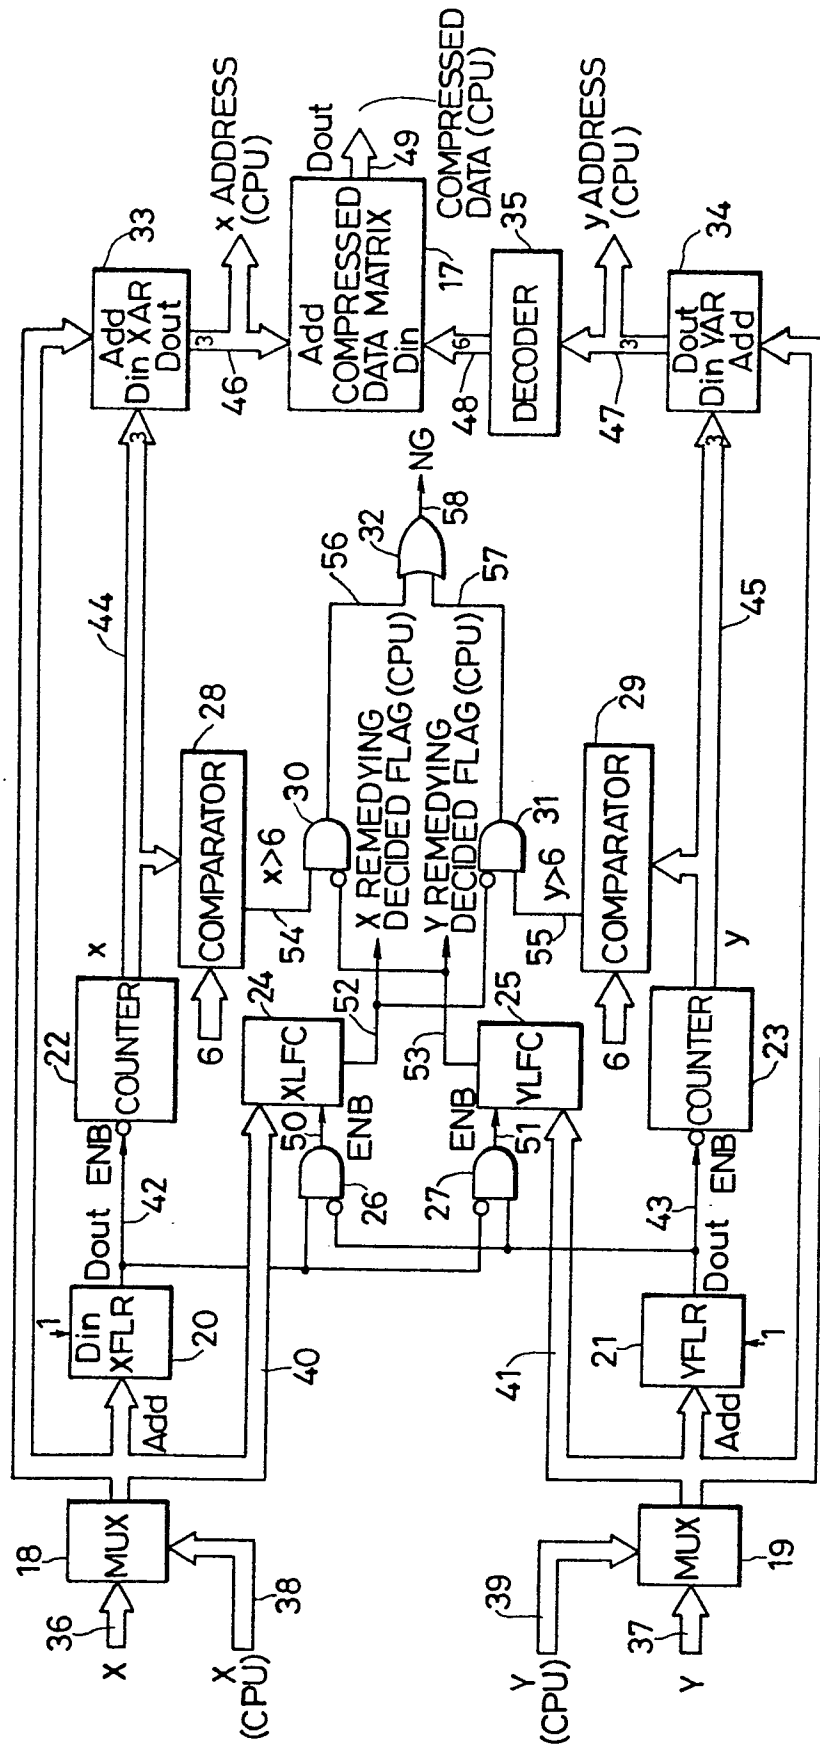 X
36
X
(CPU)
38
18
MUX
Add
1
Din
XFLR
20
40
Dout
42
ENB
22
COUNTER
x
44
6
COMPARATOR
28
x>6
54
26
50
ENB
24
XLFC
52
30
X REMEDYING
DECIDED FLAG (CPU)
56
33
Add
Din XAR
Dout
3
3
46
x ADDRESS
(CPU)
Add
COMPRESSED
DATA MATRIX
Din
17
Dout
49
COMPRESSED
DATA (CPU)
32
58
NG
57
Y REMEDYING
DECIDED FLAG (CPU)
31
53
25
YLFC
ENB
51
27
y>6
55
6
COMPARATOR
29
6
48
DECODER
35
47
3
y ADDRESS
(CPU)
Dout
Din YAR
Add
34
3
45
y
COUNTER
23
ENB
43
Dout
21
YFLR
1
Add
41
Y
(CPU)
39
MUX
19
Y
37